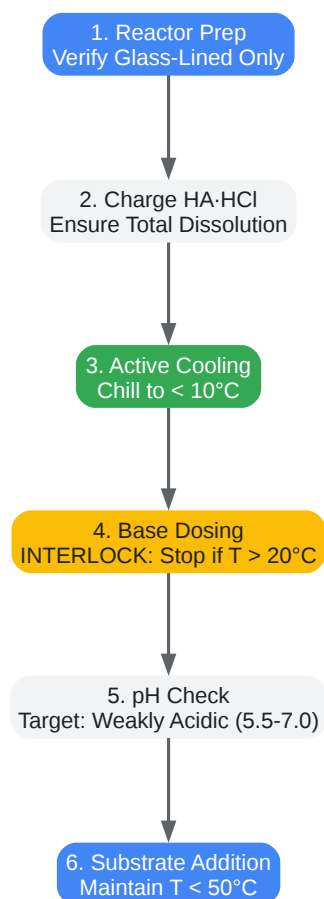 1. Reactor Prep
Verify Glass-Lined Only
2. Charge HA·HCl
Ensure Total Dissolution
3. Active Cooling
Chill to < 10°C
4. Base Dosing
INTERLOCK: Stop if T > 20°C
5. pH Check
Target: Weakly Acidic (5.5-7.0)
6. Substrate Addition
Maintain T < 50°C